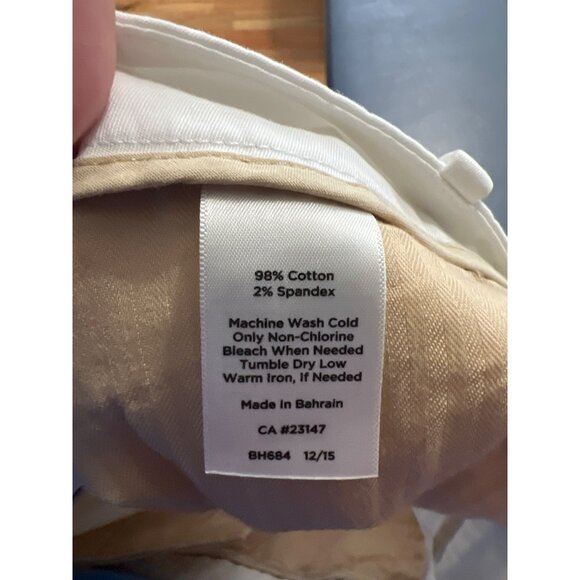 98% Cotton
2% Spandex
Machine Wash Cold
Only Non-Chlorine
Bleach When Needed
Tumble Dry Low
Warm Iron, If Needed
Made in Bahrain
CA #23147
BH684 12/15